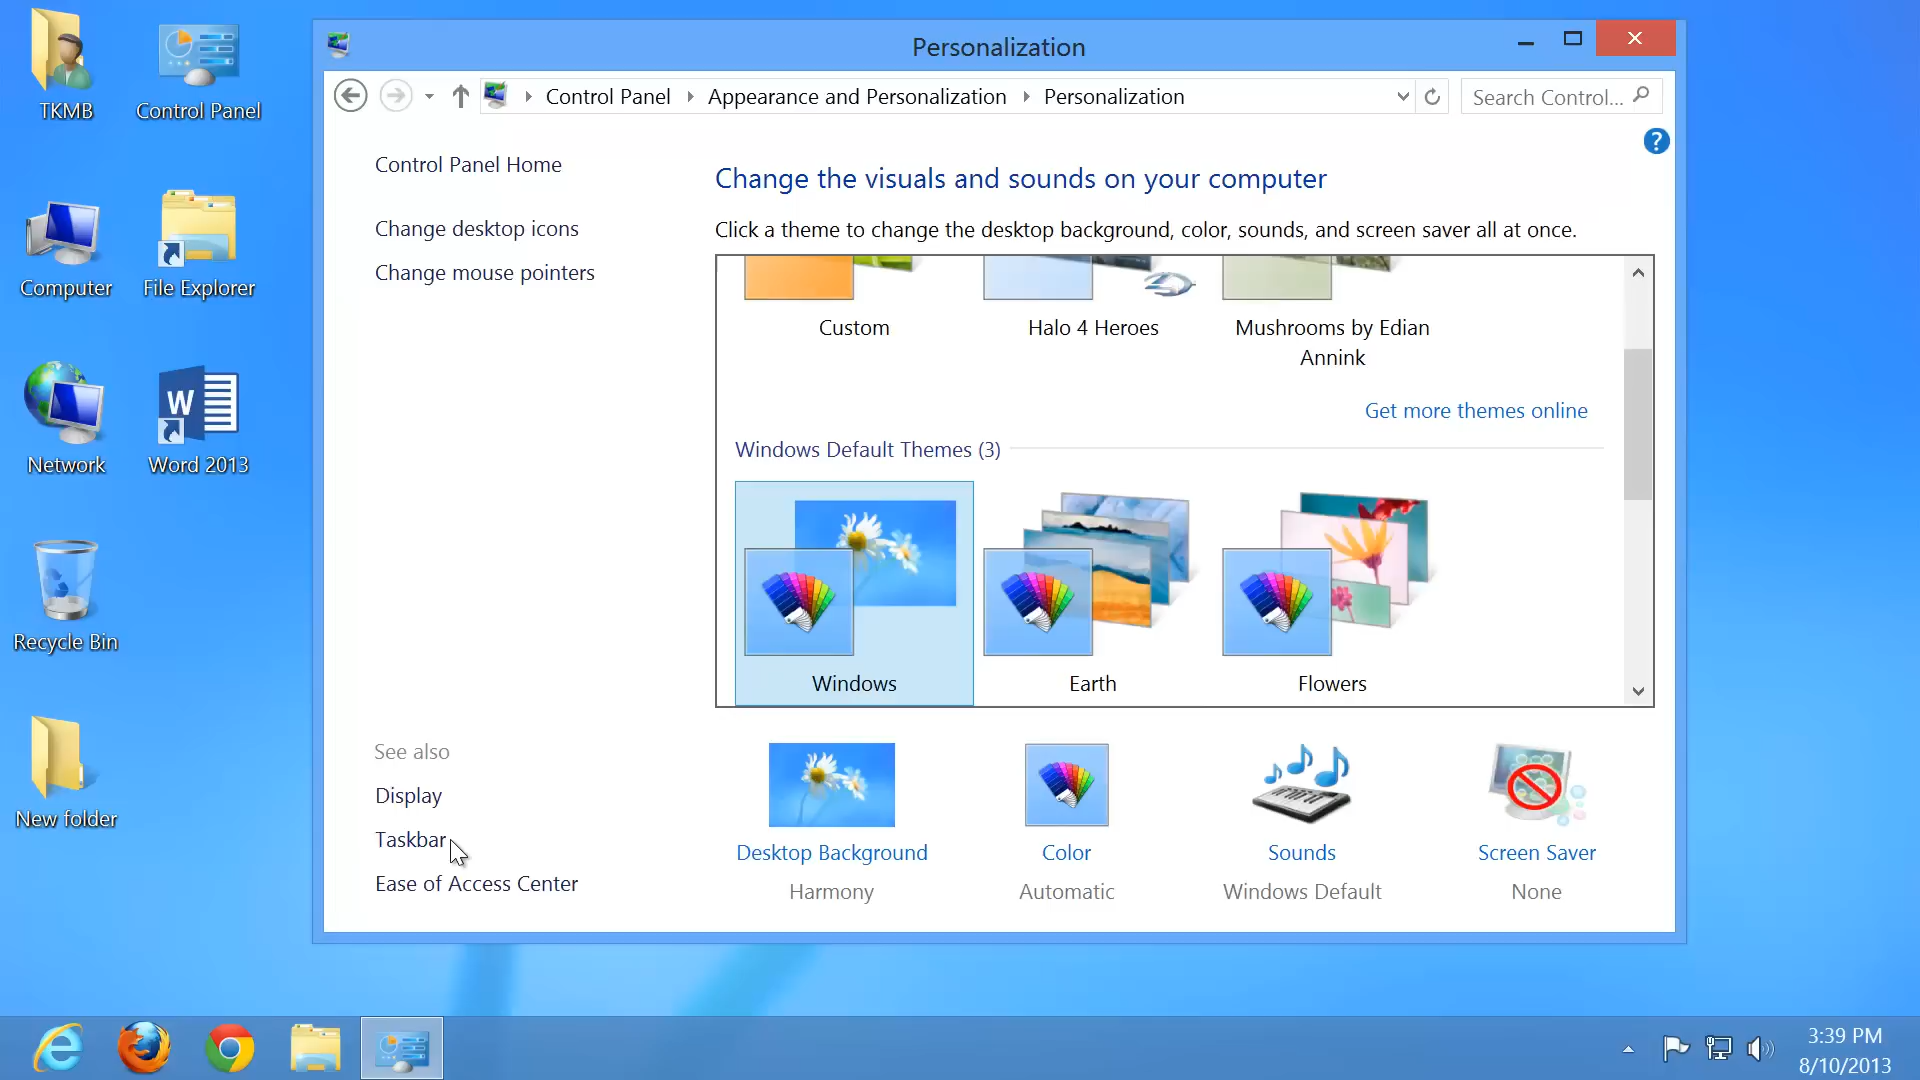 TKMB
Control Panel
Computer
File Explorer
Network
Word 2013
Recycle Bin
New folder
Personalization
Control Panel
Appearance and Personalization
Personalization
Search Control...
?
Control Panel Home
Change desktop icons
Change mouse pointers
Change the visuals and sounds on your computer
Click a theme to change the desktop background, color, sounds, and screen saver all at once.
Custom
Halo 4 Heroes
Mushrooms by Edian
Annink
Get more themes online
Windows Default Themes (3)
Windows
Earth
Flowers
See also
Display
Taskbar
Ease of Access Center
Desktop Background
Harmony
Color
Automatic
Sounds
Windows Default
Screen Saver
None
3:39 PM
8/10/2013